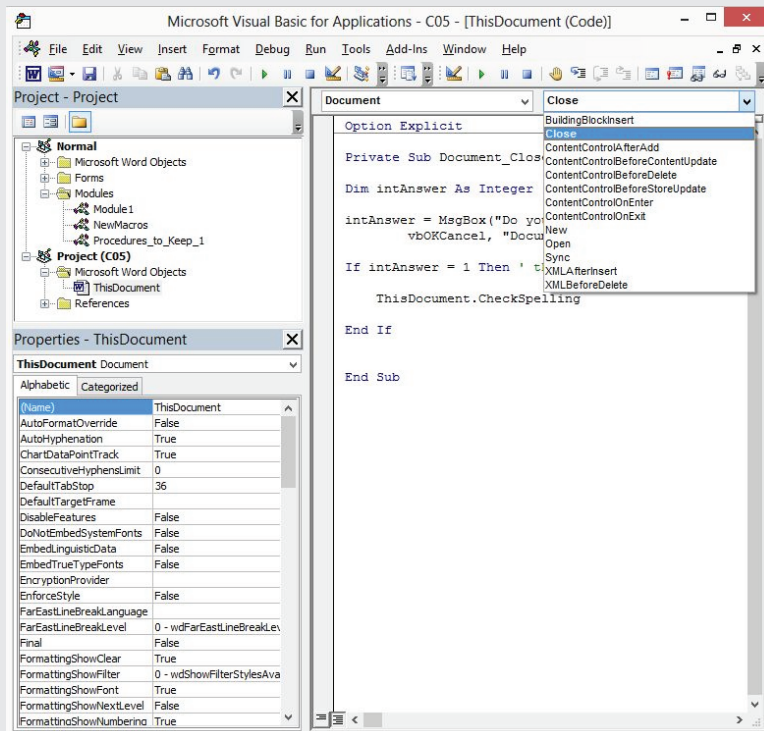 Microsoft Visual Basic for Applications - C05 - [ThisDocument (Code)]
File Edit View Insert Format Debug Run Tools Add-Ins Window Help
Project - Project
Normal
Microsoft Word Objects
Forms
Modules
Module1
NewMacros
Procedures_to_Keep_1
Project (C05)
Microsoft Word Objects
ThisDocument
References
Properties - ThisDocument
ThisDocument Document
Alphabetic Categorized
(Name) ThisDocument
AutoFormatOverride False
AutoHyphenation True
ChartDataPointTrack True
ConsecutiveHyphensLimit 0
DefaultTabStop 36
DefaultTargetFrame
DisableFeatures False
DoNotEmbedSystemFonts False
EmbedLinguisticData False
EmbedTrueTypeFonts False
EncryptionProvider
EnforceStyle False
FarEastLineBreakLanguage
FarEastLineBreakLevel 0 - wdFarEastLineBreakLev
Final False
FormattingShowClear True
FormattingShowFilter 0 - wdShowFilterStylesAva
FormattingShowFont True
FormattingShowNextLevel False
FormattingShowNumbering True
Document Close
Option Explicit
Private Sub Document_Clos
Dim intAnswer As Integer
intAnswer = MsgBox("Do yo
vbOKCancel, "Docu
If intAnswer = 1 Then ' t
ThisDocument.CheckSpelling
End If
End Sub
BuildingBlockInsert
Close
ContentControlAfterAdd
ContentControlBeforeContentUpdate
ContentControlBeforeDelete
ContentControlBeforeStoreUpdate
ContentControlOnEnter
ContentControlOnExit
New
Open
Sync
XMLAfterInsert
XMLBeforeDelete